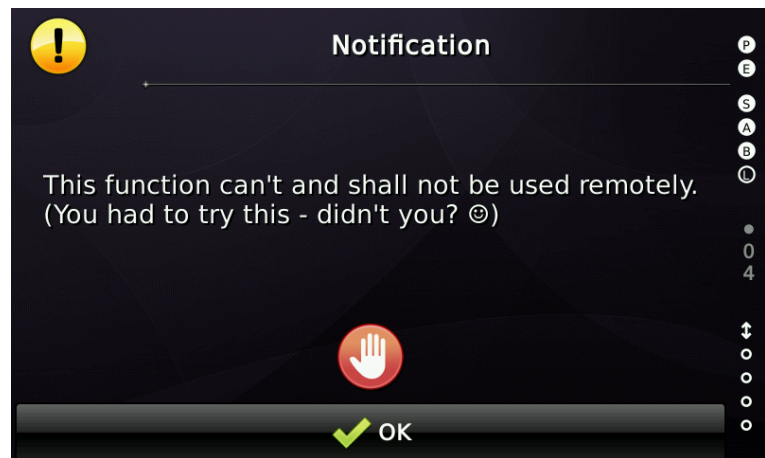 Notification
This function can't and shall not be used remotely.
(You had to try this - didn't you? ☺)
OK
P
E
S
A
B
L
0
4